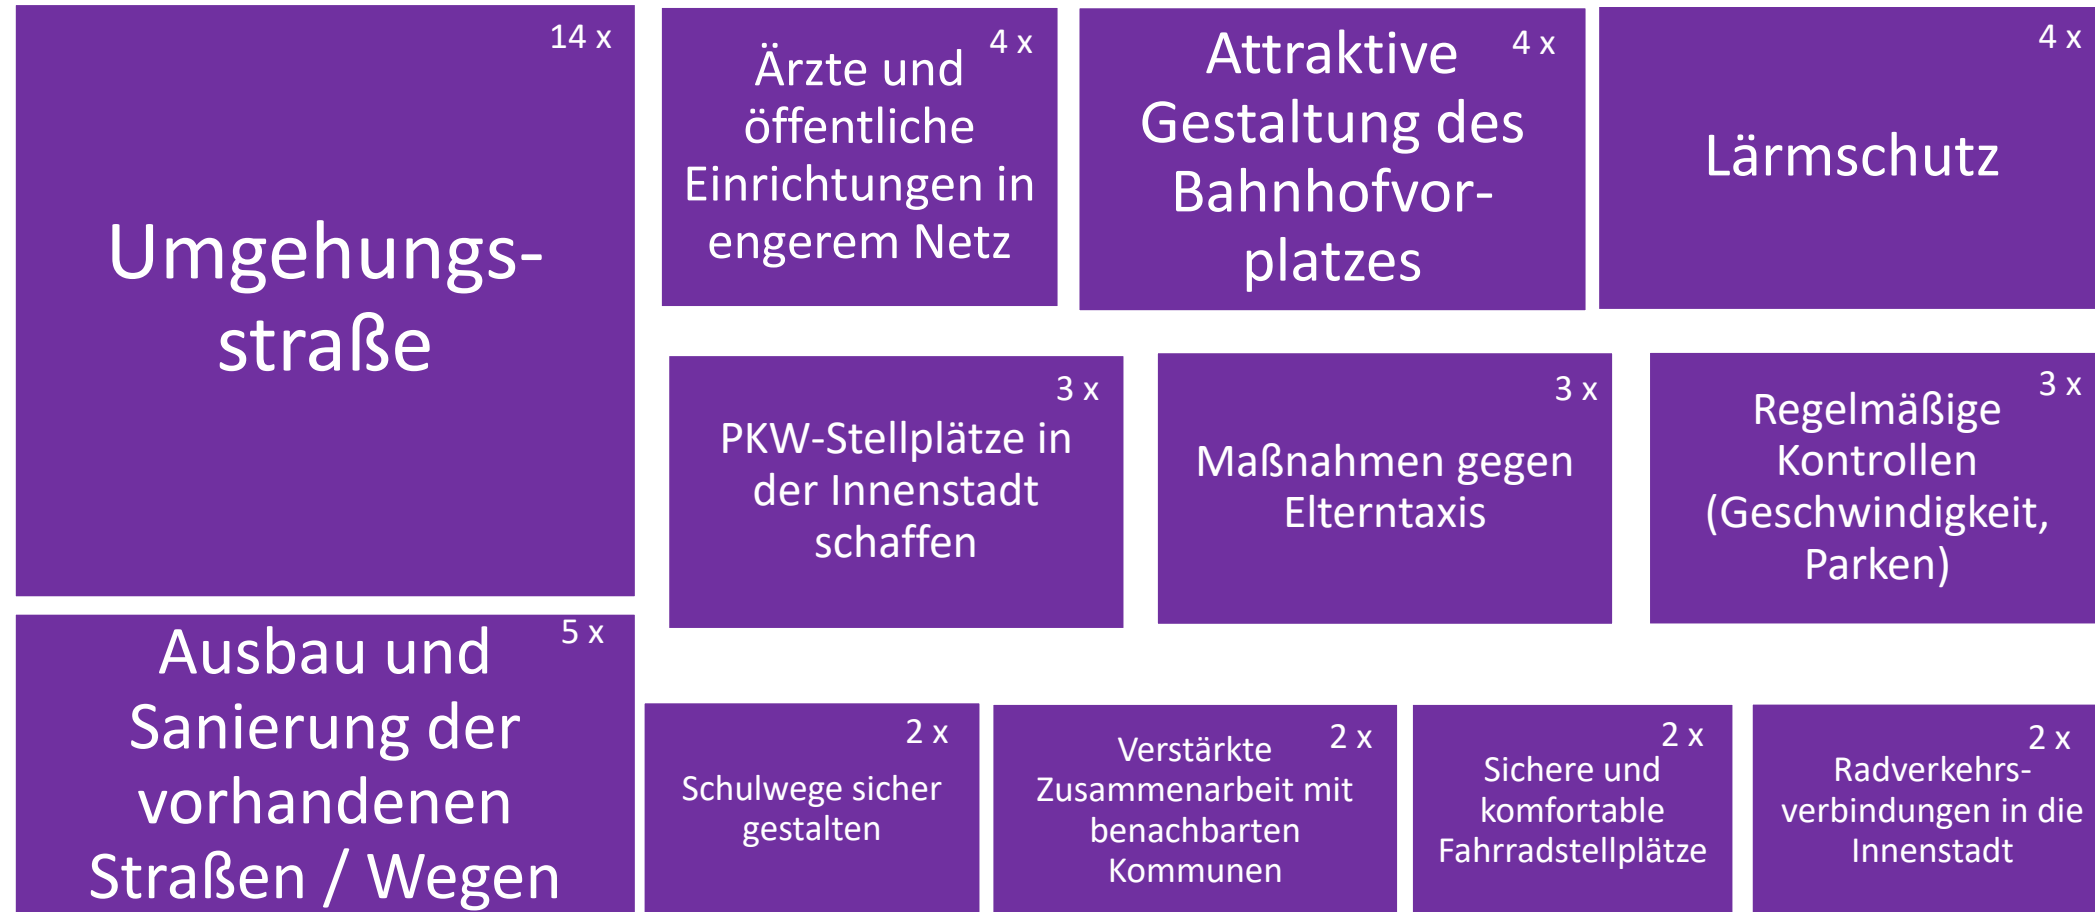 14 x
Umgehungs-
straße
5 x
Ausbau und
Sanierung der
vorhandenen
Straßen / Wegen
4 x
Ärzte und
öffentliche
Einrichtungen in
engerem Netz
4 x
Attraktive
Gestaltung des
Bahnhofvor-
platzes
4 x
Lärmschutz
3 x
PKW-Stellplätze in
der Innenstadt
schaffen
3 x
Maßnahmen gegen
Elterntaxis
3 x
Regelmäßige
Kontrollen
(Geschwindigkeit,
Parken)
2 x
Schulwege sicher
gestalten
2 x
Verstärkte
Zusammenarbeit mit
benachbarten
Kommunen
2 x
Sichere und
komfortable
Fahrradstellplätze
2 x
Radverkehrs-
verbindungen in die
Innenstadt